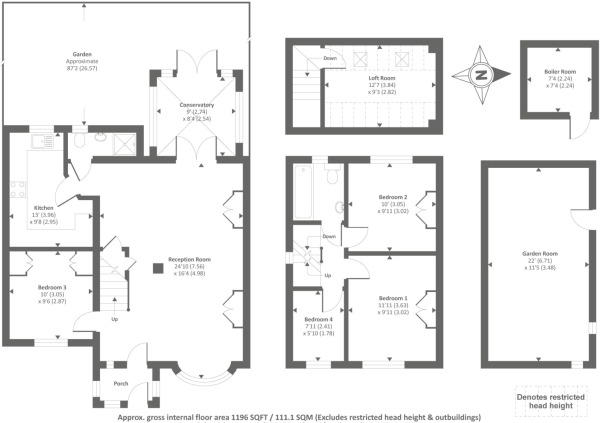 Garden
Approximate
87'2 (26.57)
Conservatory
9' (2.74)
x 8'4 (2.54)
Down
Loft Room
12'7 (3.84)
x 9'3 (2.82)
N
Boiler Room
7'4 (2.24)
x 7'4 (2.24)
Kitchen
13' (3.96)
x 9'8 (2.95)
Reception Room
24'10 (7.56)
x 16'4 (4.98)
Bedroom 3
10' (3.05)
x 9'6 (2.87)
Up
Porch
Bedroom 2
10' (3.05)
x 9'11 (3.02)
Down
Up
Bedroom 1
11'11 (3.63)
x 9'11 (3.02)
Bedroom 4
7'11 (2.41)
x 5'10 (1.78)
Garden Room
22' (6.71)
x 11'5 (3.48)
Denotes restricted
head height
Approx. gross internal floor area 1196 SQFT / 111.1 SQM (Excludes restricted head height & outbuildings)